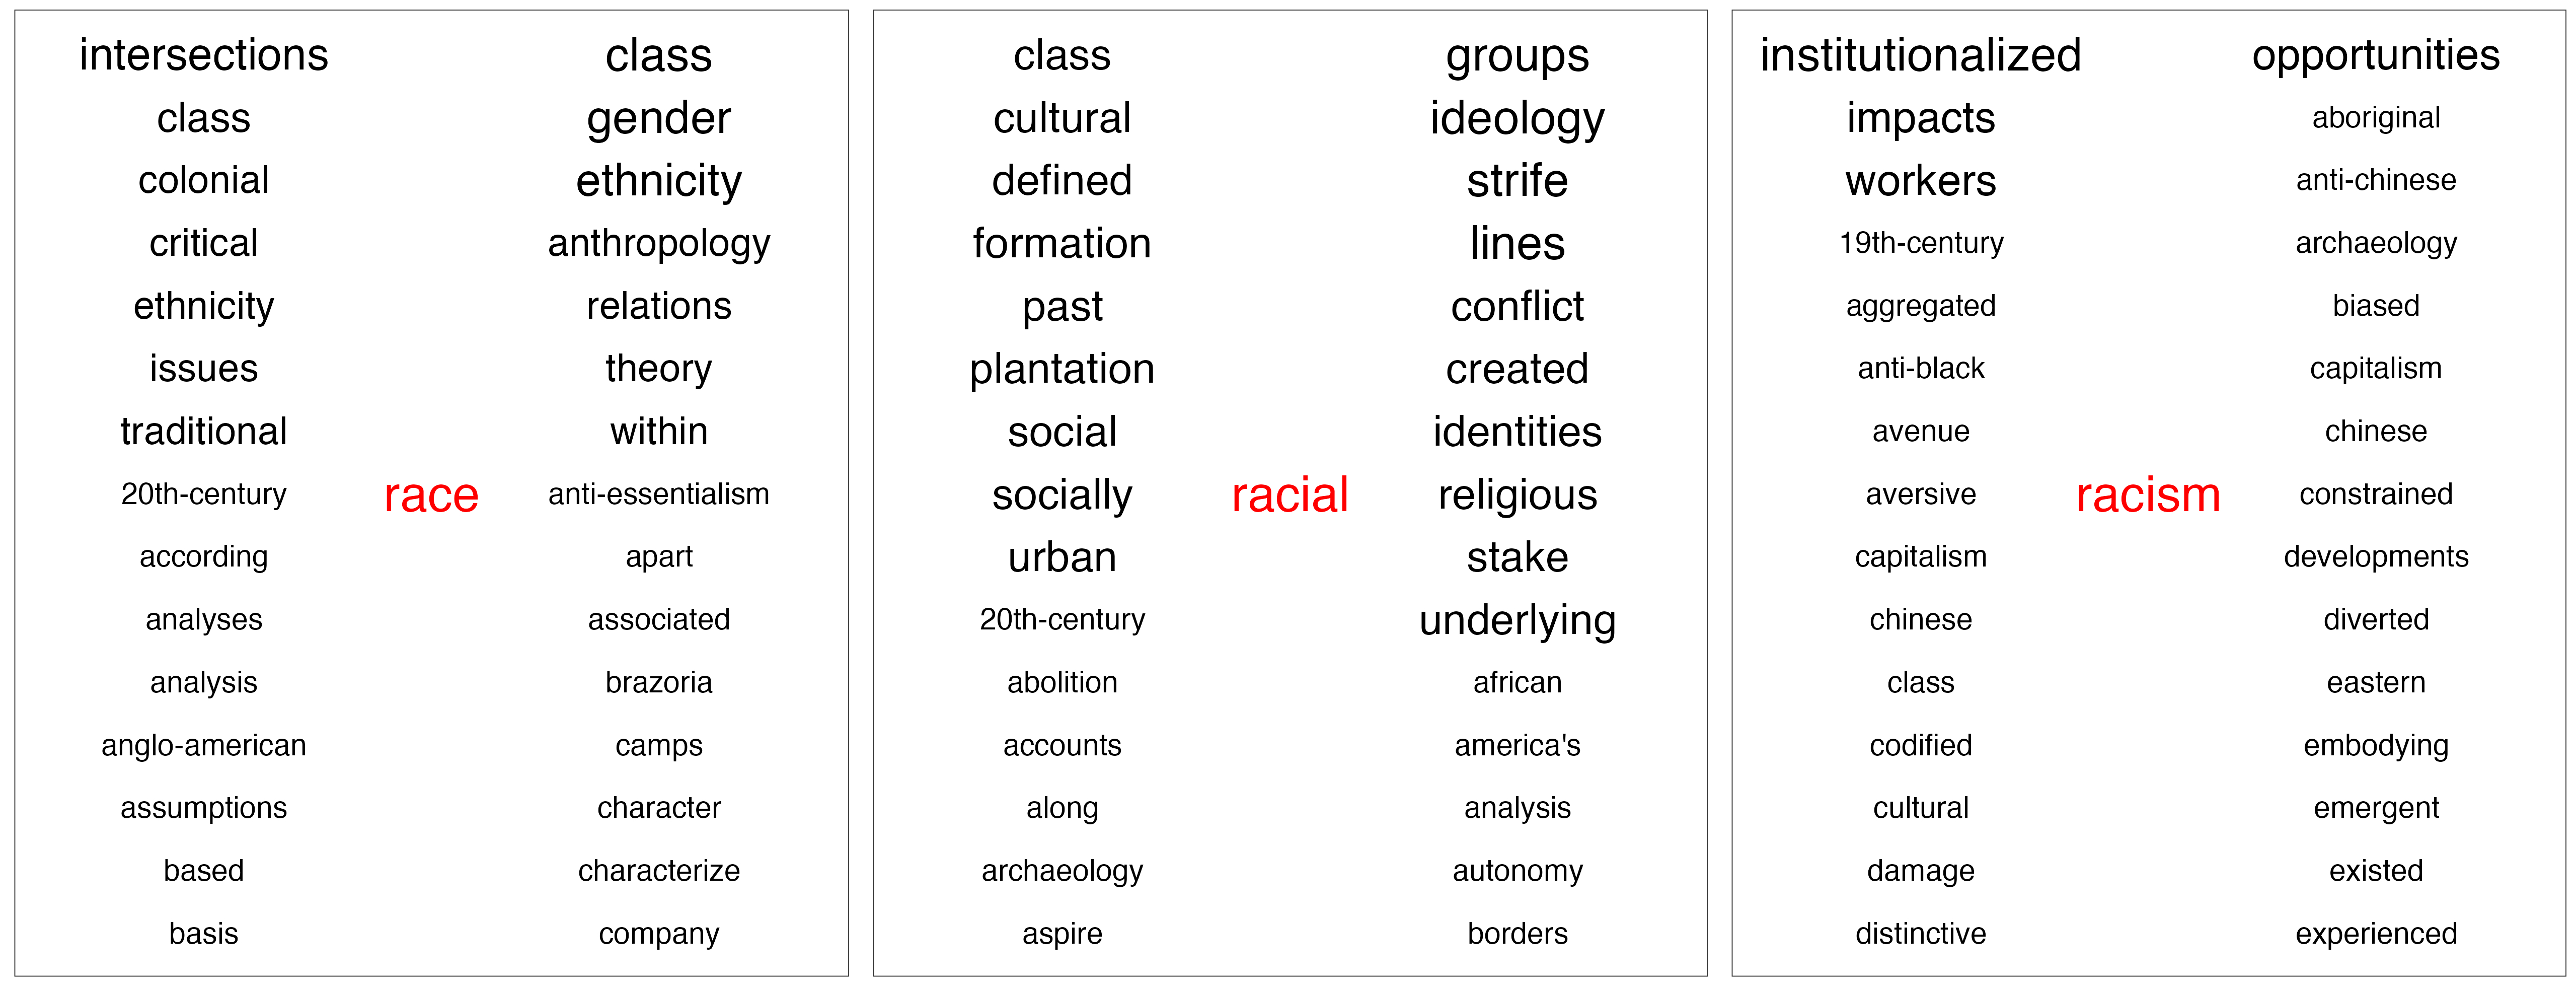 intersections class
class gender
colonial ethnicity
critical anthropology
ethnicity relations
issues theory
traditional within
20th-century race anti-essentialism
according apart
analyses associated
analysis brazoria
anglo-american camps
assumptions character
based characterize
basis company
class groups
cultural ideology
defined strife
formation lines
past conflict
plantation created
social identities
socially racial religious
urban stake
20th-century underlying
abolition african
accounts america's
along analysis
archaeology autonomy
aspire borders
institutionalized opportunities
impacts aboriginal
workers anti-chinese
19th-century archaeology
aggregated biased
anti-black capitalism
avenue chinese
aversive racism constrained
capitalism developments
chinese diverted
class eastern
codified embodying
cultural emergent
damage existed
distinctive experienced